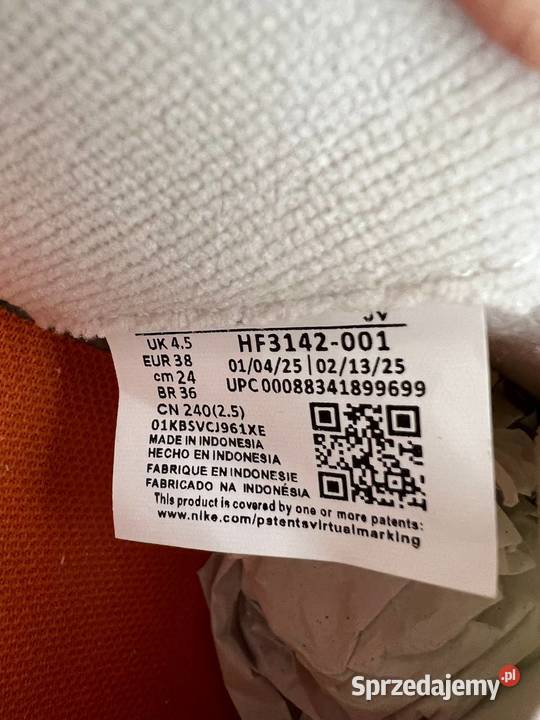 UK 4.5
EUR 38
cm 24
BR 36
CN 240(2.5)
HF3142-001
01/04/25 | 02/13/25
UPC 00088341899699
01KBSVCJ961XE
MADE IN INDONESIA
HECHO EN INDONESIA
FABRIQUE EN INDONESIE
FABRICADO NA INDONÉSIA
This product is covered by one or more patents:
www.nike.com/patentsvirtualmarking
Sprzedajemy.pl